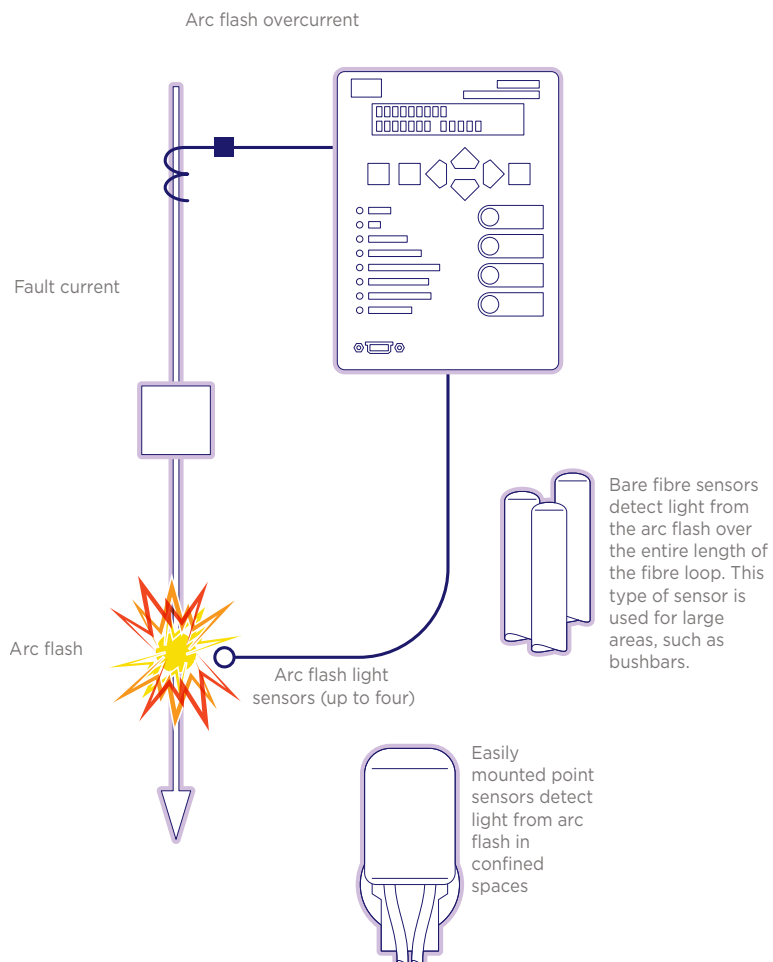 Arc flash overcurrent
Fault current
Bare fibre sensors
detect light from
the arc flash over
the entire length of
the fibre loop. This
type of sensor is
used for large
areas, such as
bushbars.
Arc flash
Arc flash light
sensors (up to four)
Easily
mounted point
sensors detect
light from arc
flash in
confined
spaces